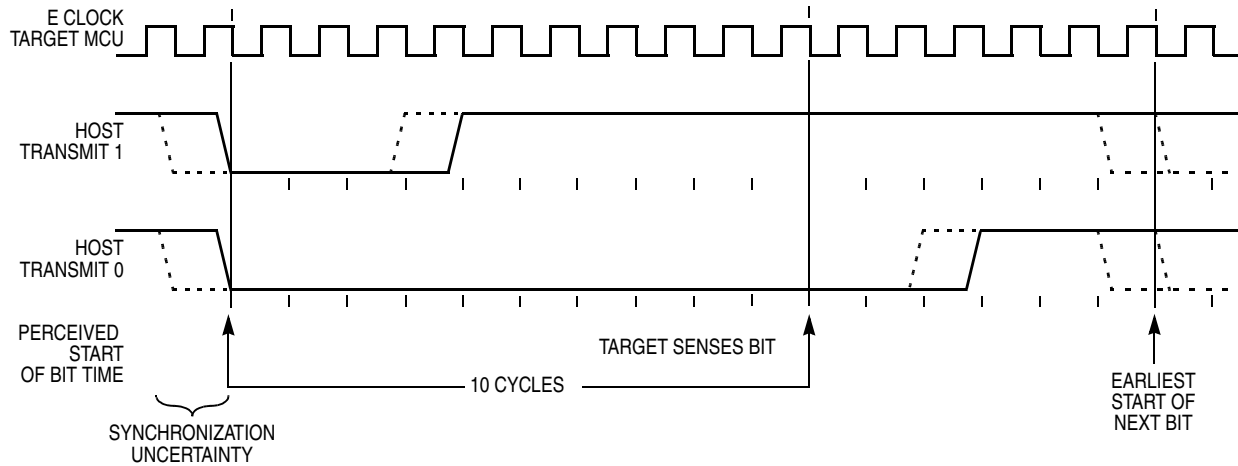 E CLOCK
TARGET MCU
HOST
TRANSMIT 1
HOST
TRANSMIT 0
PERCEIVED
START
OF BIT TIME
TARGET SENSES BIT
10 CYCLES
EARLIEST
START OF
NEXT BIT
SYNCHRONIZATION
UNCERTAINTY